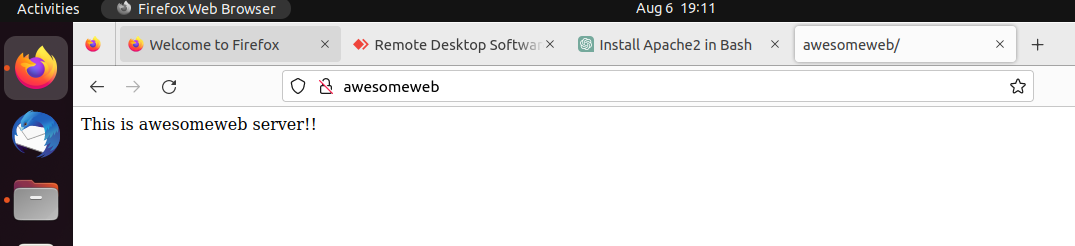 Activities Firefox Web Browser Aug 6 19:11
Welcome to Firefox Remote Desktop Softwar Install Apache2 in Bash awesomeweb/
awesomeweb
This is awesomeweb server!!